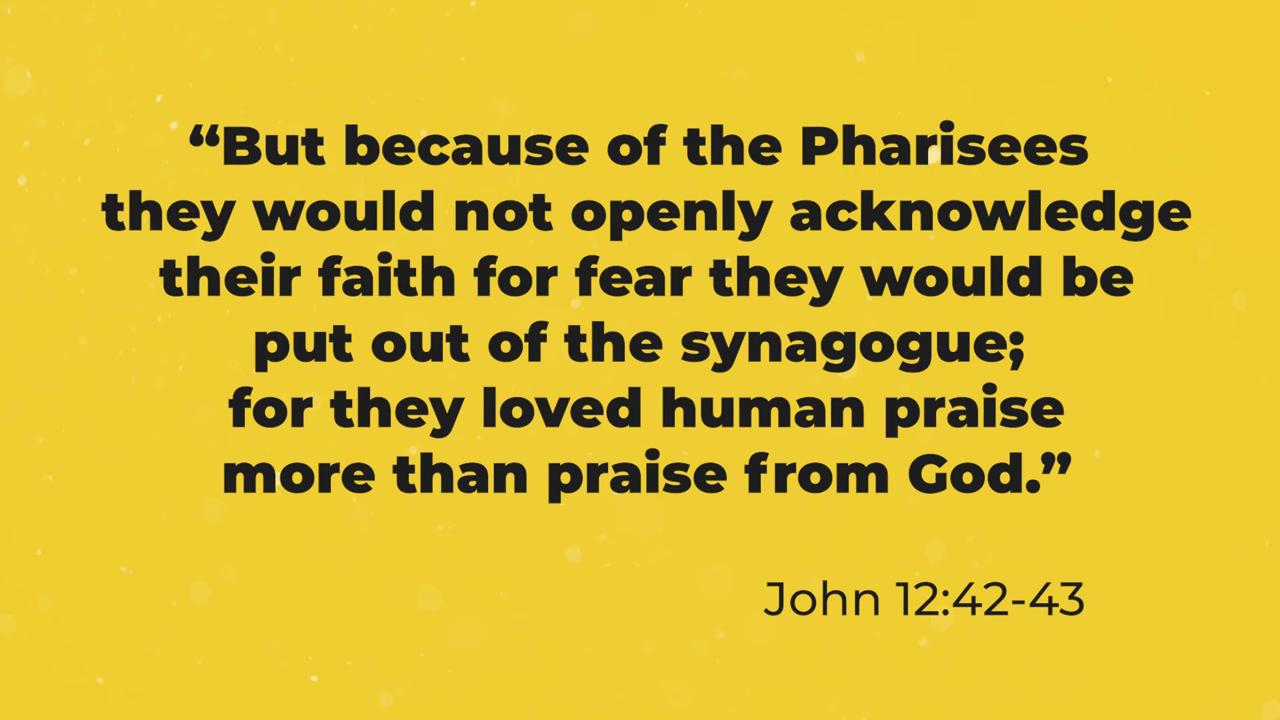 “But because of the Pharisees
they would not openly acknowledge
their faith for fear they would be
put out of the synagogue;
for they loved human praise
more than praise from God.”
John 12:42-43